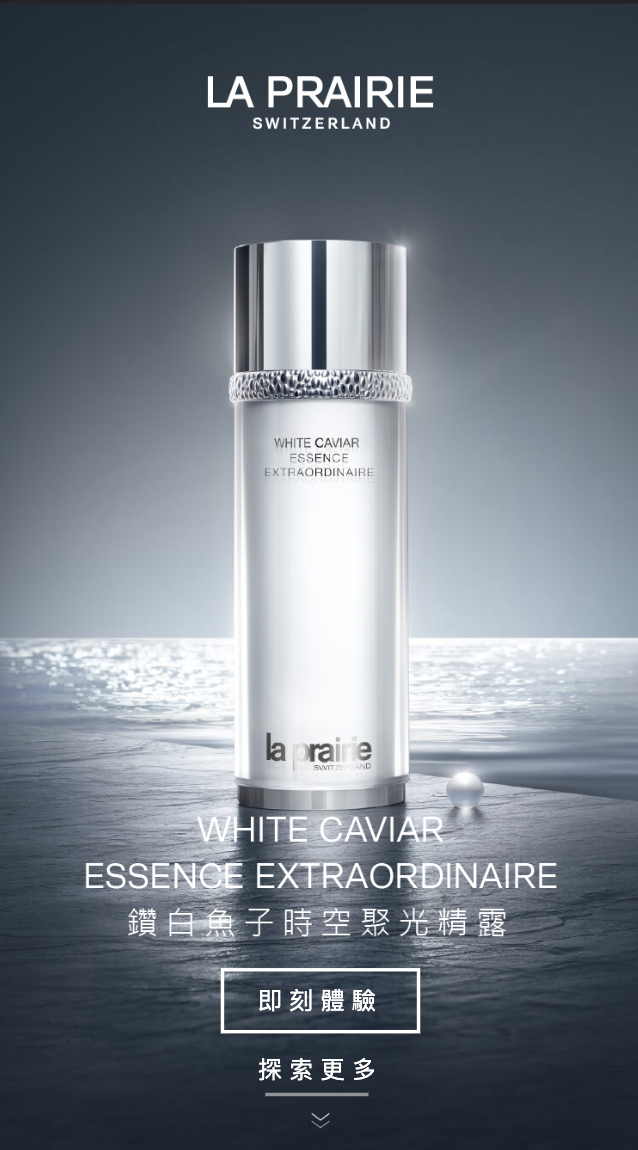 LA PRAIRIE
SWITZERLAND
WHITE CAVIAR
ESSENCE
EXTRAORDINAIRE
la prairie
SWITZERLAND
WHITE CAVIAR
ESSENCE EXTRAORDINAIRE
鑽白魚子時空聚光精露
即刻體驗
探索更多